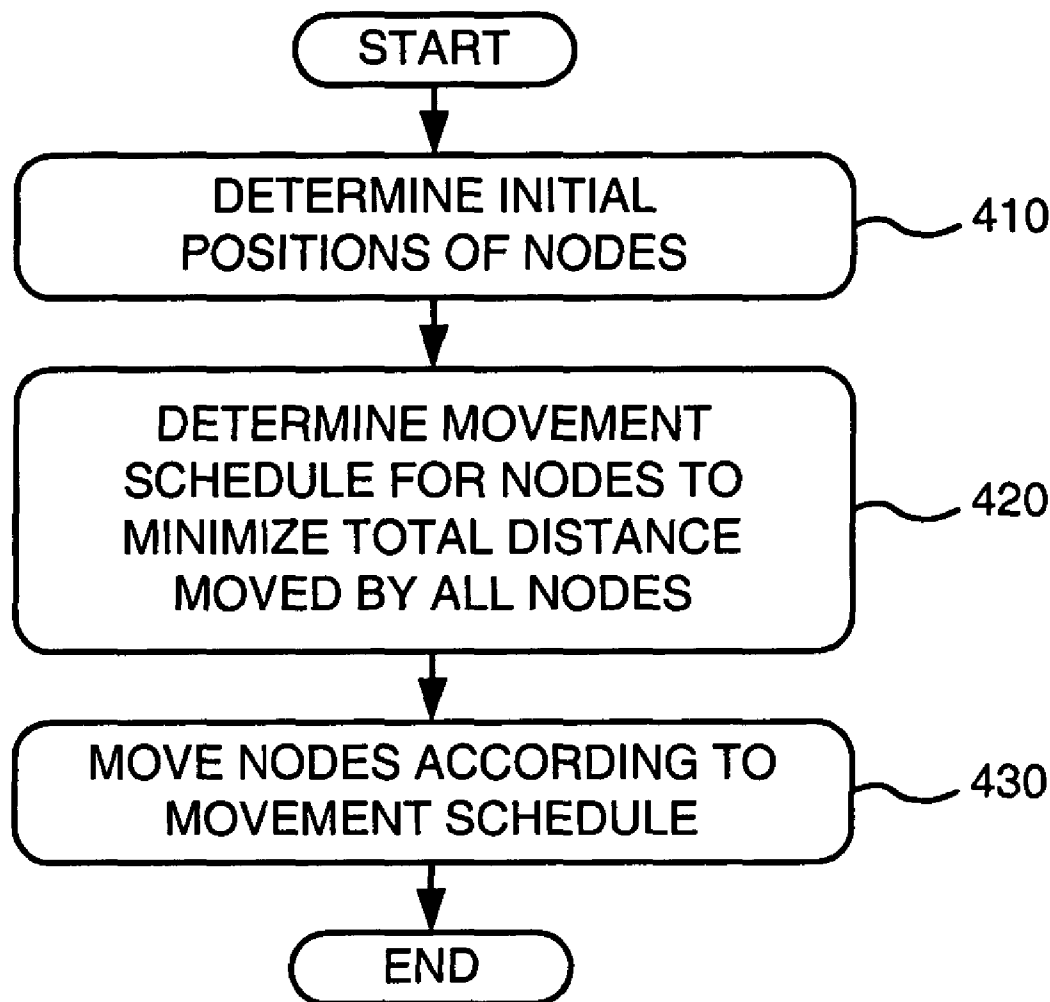 START
DETERMINE INITIAL
POSITIONS OF NODES
410
DETERMINE MOVEMENT
SCHEDULE FOR NODES TO
MINIMIZE TOTAL DISTANCE
MOVED BY ALL NODES
420
MOVE NODES ACCORDING TO
MOVEMENT SCHEDULE
430
END